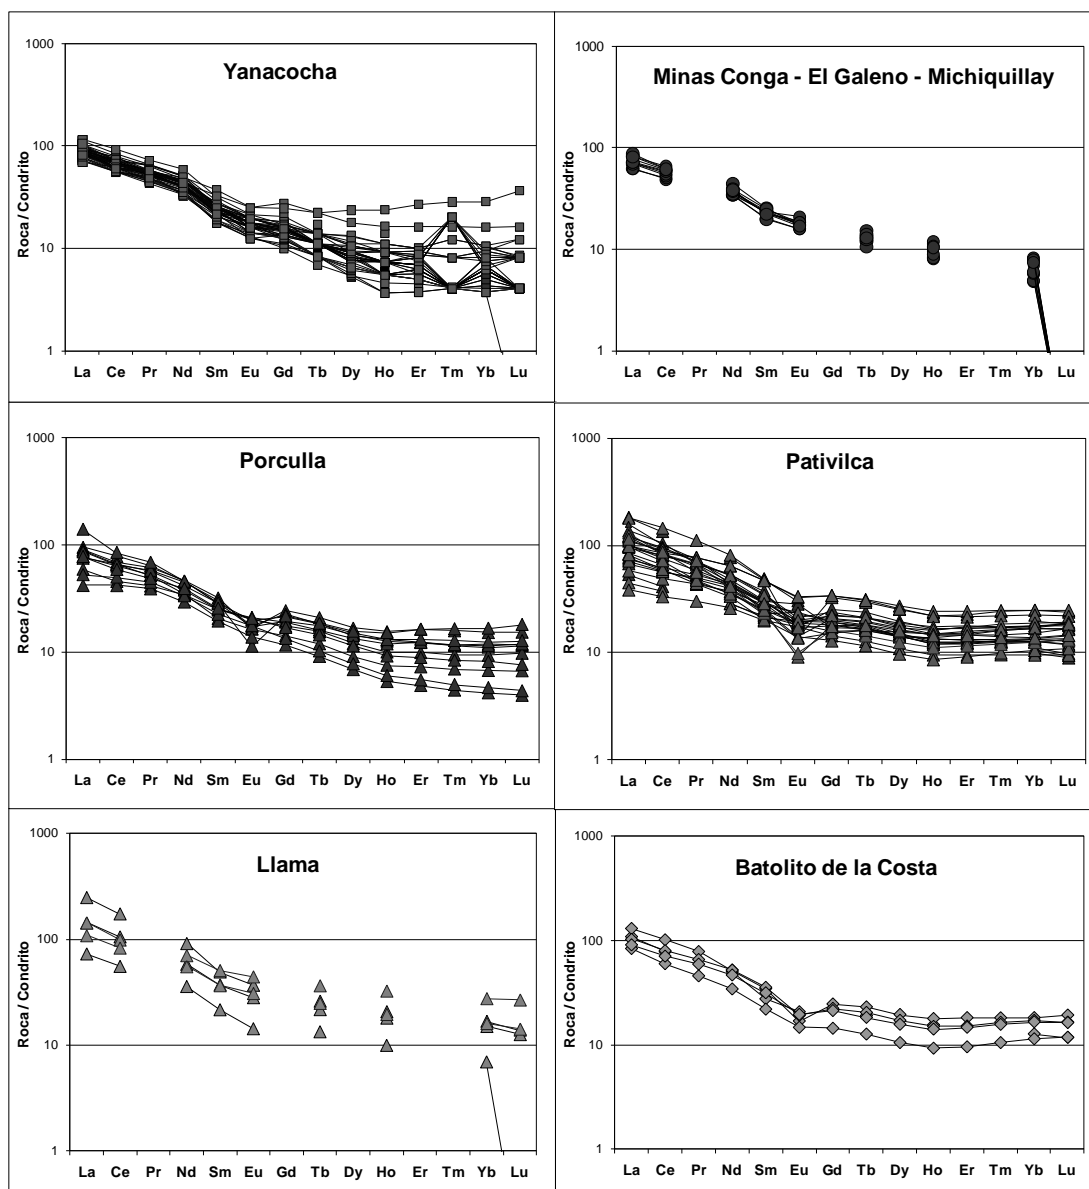 Yanacocha
Roca / Condrito
1000
100
10
1
La Ce Pr Nd Sm Eu Gd Tb Dy Ho Er Tm Yb Lu
Minas Conga - El Galeno - Michiquillay
Roca / Condrito
1000
100
10
1
La Ce Pr Nd Sm Eu Gd Tb Dy Ho Er Tm Yb Lu
Porculla
Roca / Condrito
1000
100
10
1
La Ce Pr Nd Sm Eu Gd Tb Dy Ho Er Tm Yb Lu
Pativilca
Roca / Condrito
1000
100
10
1
La Ce Pr Nd Sm Eu Gd Tb Dy Ho Er Tm Yb Lu
Llama
Roca / Condrito
1000
100
10
1
La Ce Pr Nd Sm Eu Gd Tb Dy Ho Er Tm Yb Lu
Batolito de la Costa
Roca / Condrito
1000
100
10
1
La Ce Pr Nd Sm Eu Gd Tb Dy Ho Er Tm Yb Lu